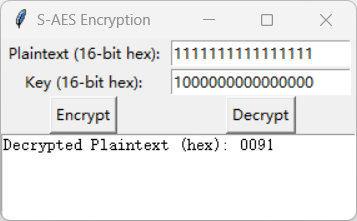 S-AES Encryption
Plaintext (16-bit hex): 1111111111111111
Key (16-bit hex): 1000000000000000
Encrypt Decrypt
Decrypted Plaintext (hex): 0091